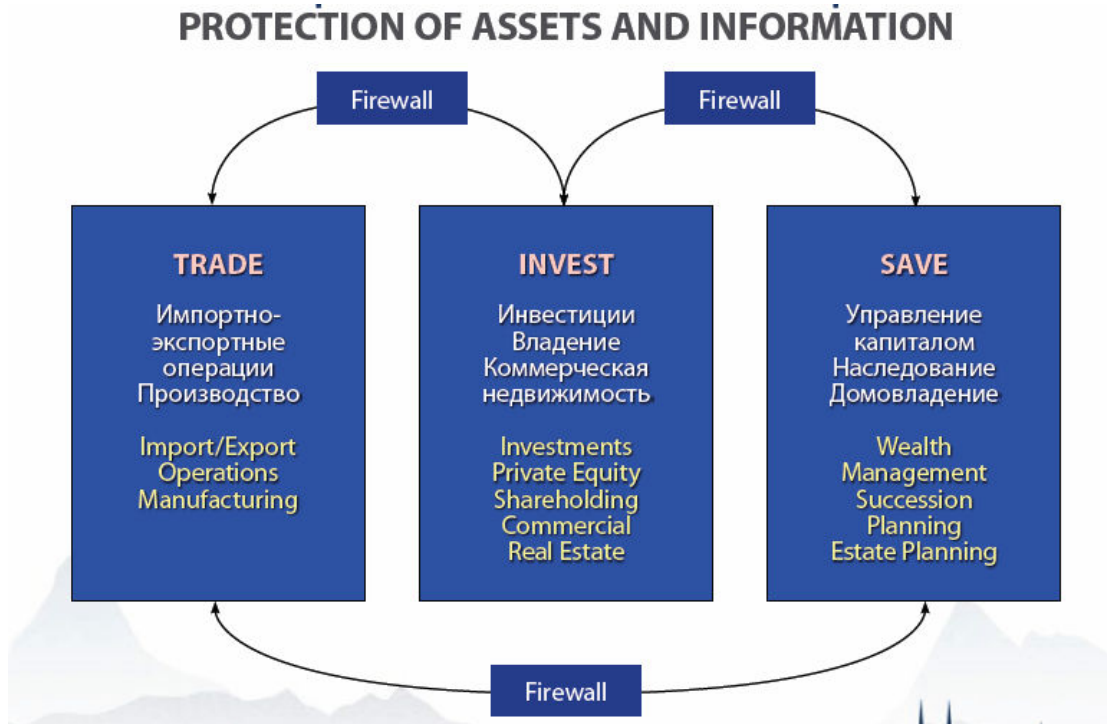 PROTECTION OF ASSETS AND INFORMATION
Firewall
Firewall
TRADE
Импортно-
экспортные
операции
Производство
Import/Export
Operations
Manufacturing
INVEST
Инвестиции
Владение
Коммерческая
недвижимость
Investments
Private Equity
Shareholding
Commercial
Real Estate
SAVE
Управление
капиталом
Наследование
Домовладение
Wealth
Management
Succession
Planning
Estate Planning
Firewall